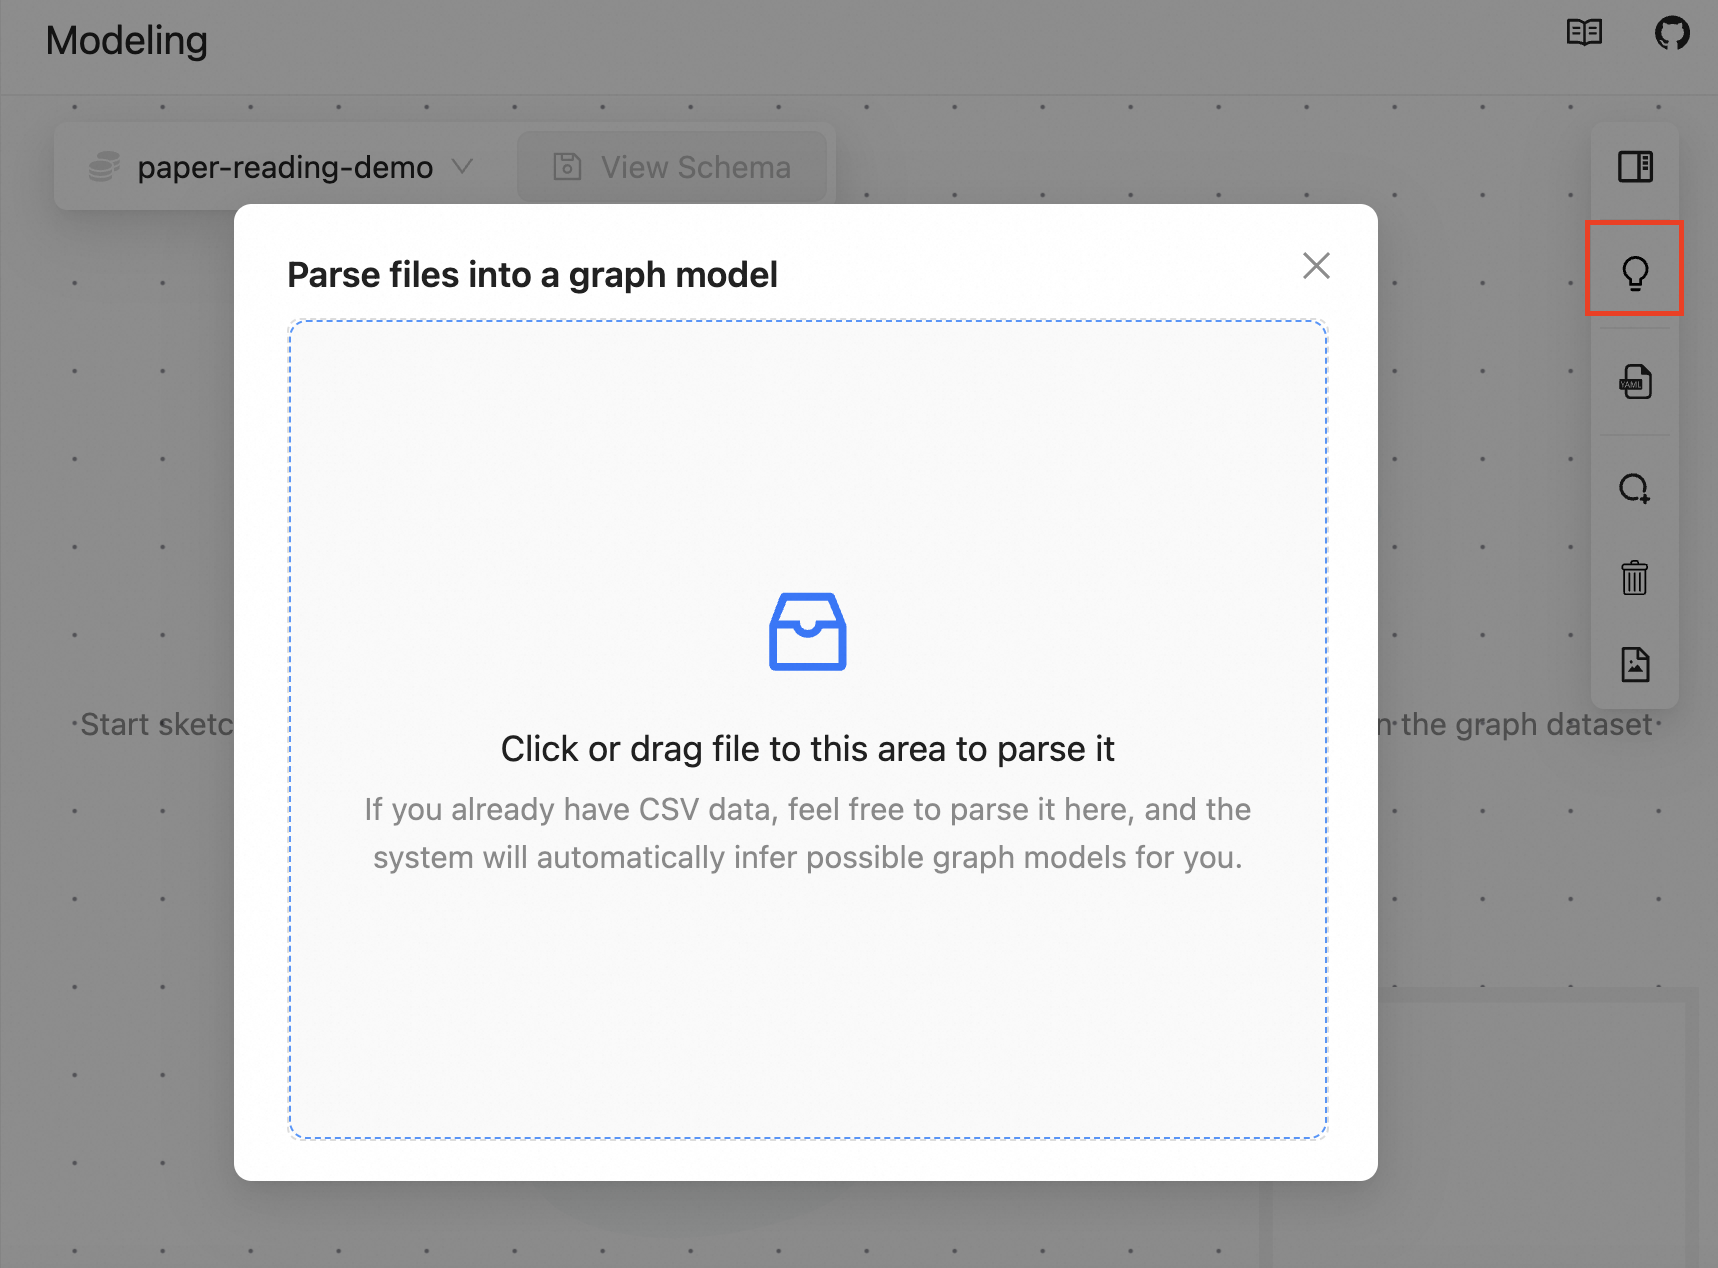 Modeling
paper-reading-demo
View Schema
Parse files into a graph model
YAML
Start sketc
n the graph dataset
Click or drag file to this area to parse it
If you already have CSV data, feel free to parse it here, and the
system will automatically infer possible graph models for you.